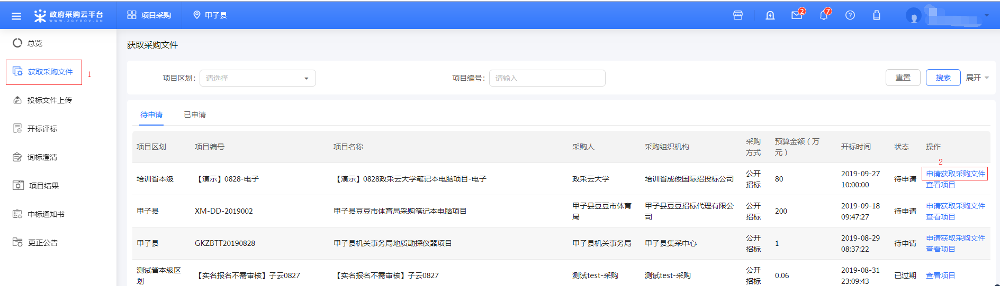 政府采购云平台
WWW.ZCYGOV.CN
项目采购
甲子县
2
7
总览
获取采购文件
1
投标文件上传
开标评标
询标澄清
项目结果
中标通知书
更正公告
获取采购文件
项目区划：
请选择
项目编号：
请输入
重置
搜索
展开
待申请
已申请
项目区划
项目编号
项目名称
采购人
采购组织机构
采购
方式
预算金额（万
元）
开标时间
状态
操作
2
培训省本级
【演示】0828-电子
【演示】0828政采云大学笔记本电脑项目-电子
政采云大学
培训省成俊国际招投标公司
公开
招标
80
2019-09-27
10:00:00
待申请
申请获取采购文件
查看项目
甲子县
XM-DD-2019002
甲子县豆豆市体育局采购笔记本电脑项目
甲子县豆豆市体育
局
甲子县豆豆招标代理有限公
司
公开
招标
200
2019-09-18
09:47:27
待申请
申请获取采购文件
查看项目
甲子县
GKZBTT20190828
甲子县机关事务局地质勘探仪器项目
甲子县机关事务局
甲子县集采中心
公开
招标
1
2019-08-29
08:37:22
待申请
申请获取采购文件
查看项目
测试省本级区
划
【实名报名不需审核】子云0827
【实名报名不需审核】子云0827
测试test-采购
测试test-采购
公开
招标
0.06
2019-08-31
23:09:43
已过期
查看项目